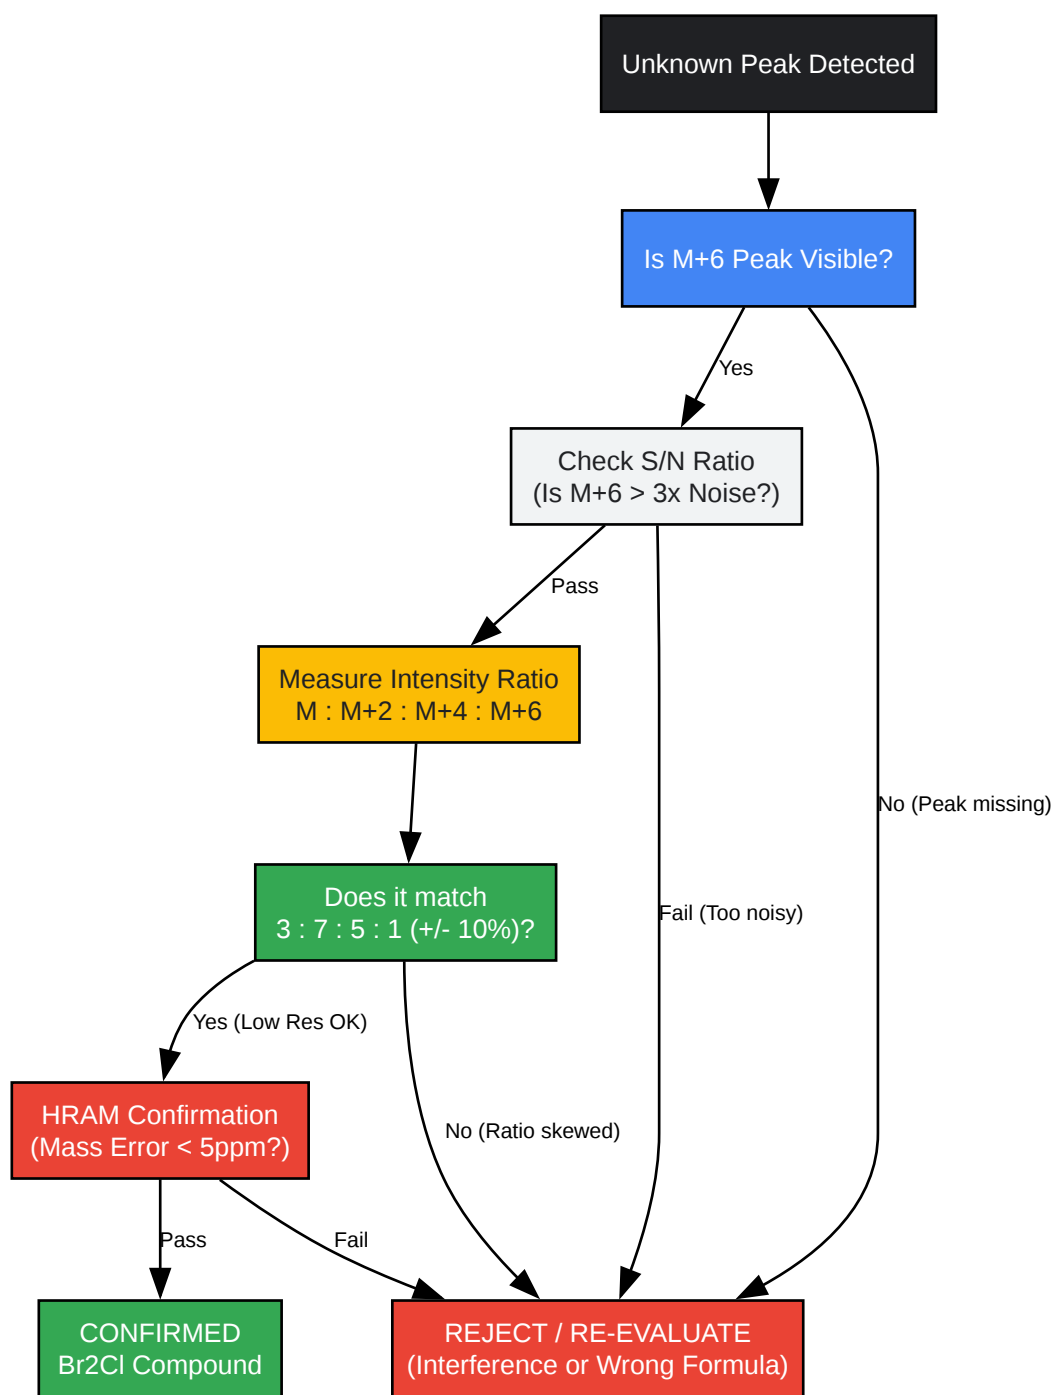 Unknown Peak Detected
Is M+6 Peak Visible?
Yes
Check S/N Ratio
(Is M+6 > 3x Noise?)
Pass
Measure Intensity Ratio
M : M+2 : M+4 : M+6
No (Peak missing)
Does it match
3 : 7 : 5 : 1 (+/- 10%)?
Fail (Too noisy)
Yes (Low Res OK)
HRAM Confirmation
(Mass Error < 5ppm?)
No (Ratio skewed)
Pass
Fail
CONFIRMED
Br2Cl Compound
REJECT / RE-EVALUATE
(Interference or Wrong Formula)